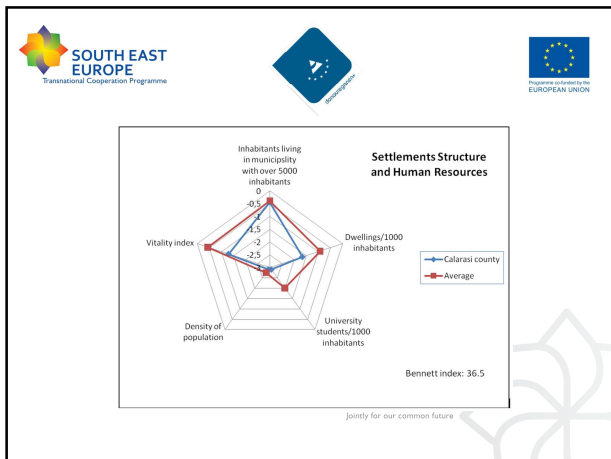 SOUTH EAST
EUROPE
Transnational Cooperation Programme
donauregionen+
Programme co-funded by the
EUROPEAN UNION
Settlements Structure
and Human Resources
Inhabitants living
in municipslity
with over 5000
inhabitants
0
-0,5
-1
-1,5
-2
-2,5
-3
Dwellings/1000
inhabitants
University
students/1000
inhabitants
Density of
population
Vitality index
Calarasi county
Average
Bennett index: 36.5
Jointly for our common future